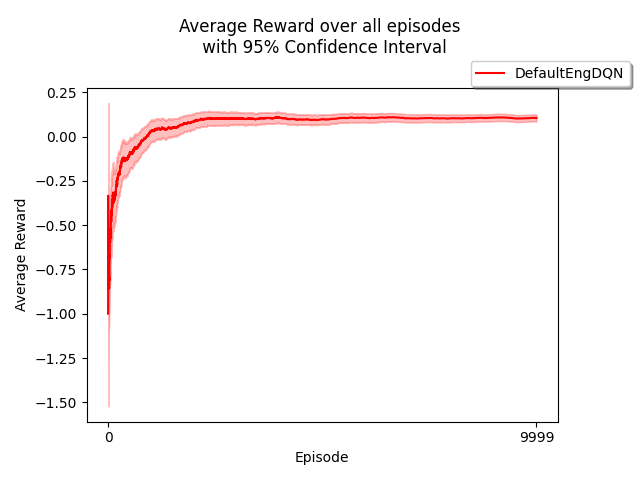 Average Reward over all episodes
with 95% Confidence Interval
DefaultEngDQN
0.25
0.00
−0.25
−0.50
−0.75
−1.00
−1.25
−1.50
Average Reward
0
9999
Episode